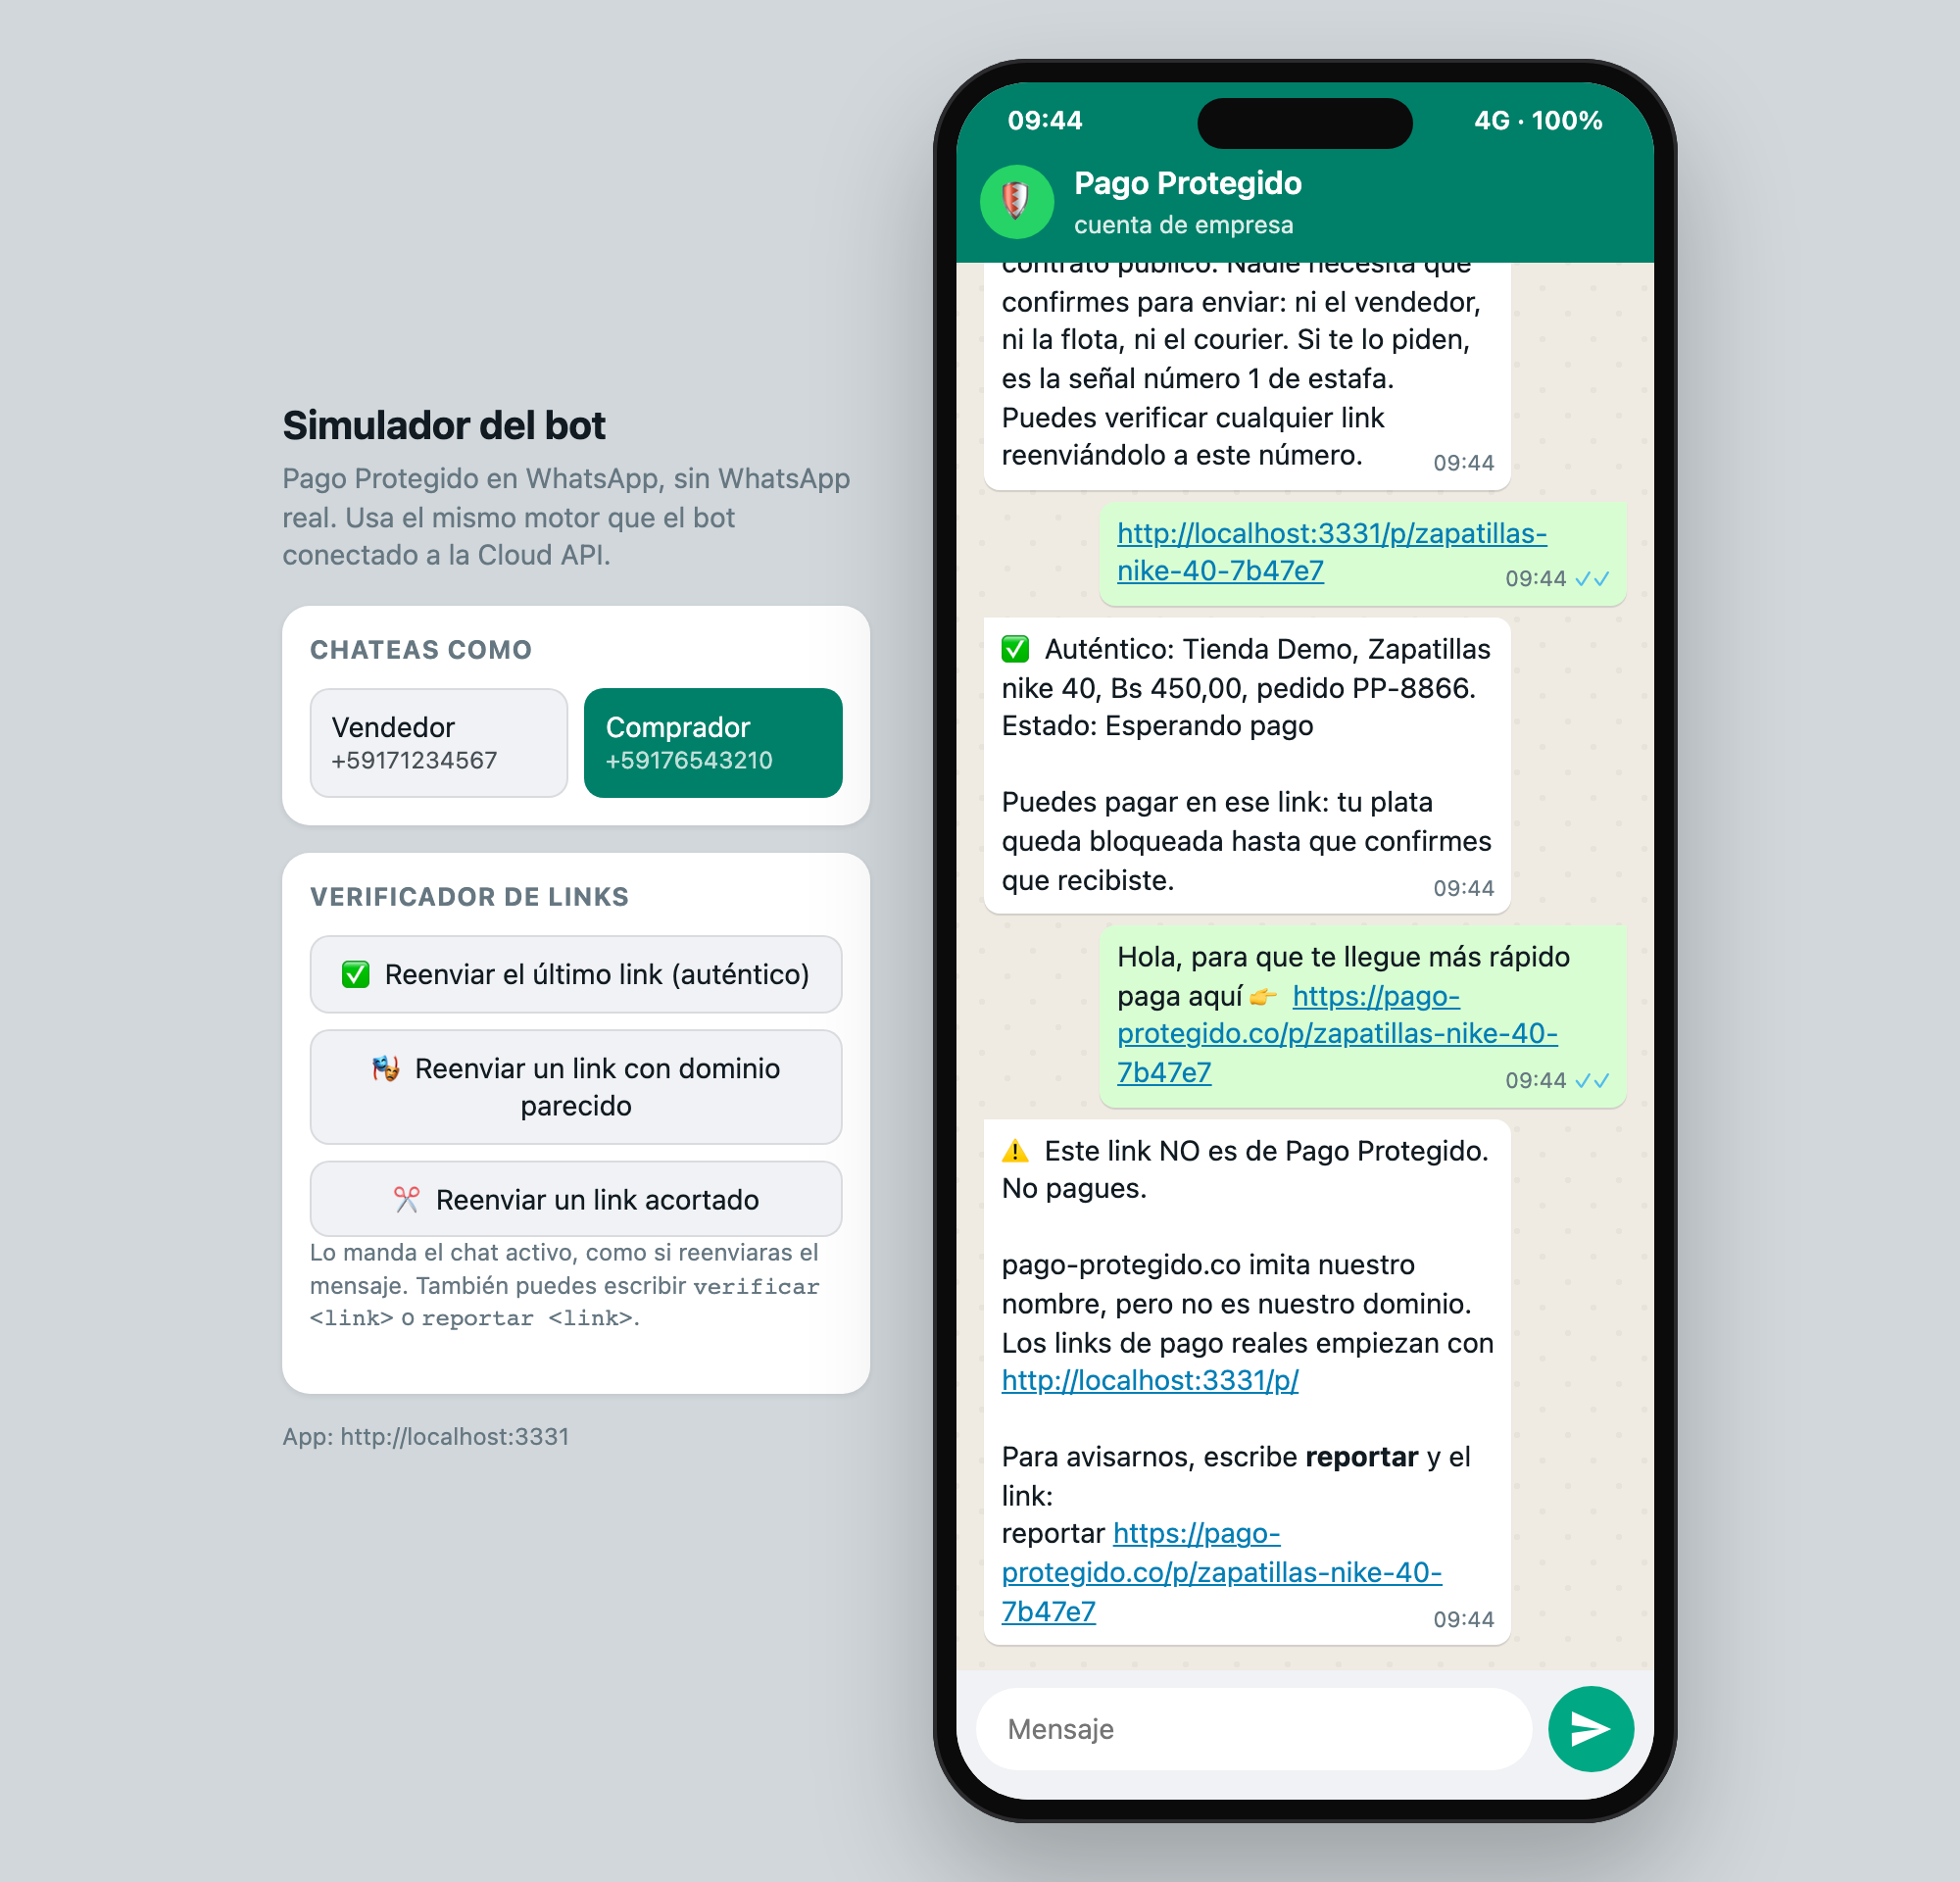 Simulador del bot
Pago Protegido en WhatsApp, sin WhatsApp
real. Usa el mismo motor que el bot
conectado a la Cloud API.
CHATEAS COMO
Vendedor
+59171234567
Comprador
+59176543210
VERIFICADOR DE LINKS
✅ Reenviar el último link (auténtico)
🎭 Reenviar un link con dominio
parecido
✂️ Reenviar un link acortado
Lo manda el chat activo, como si reenviaras el
mensaje. También puedes escribir verificar
<link> o reportar <link>.
App: http://localhost:3331
09:44
4G · 100%
Pago Protegido
cuenta de empresa
contrato público. Nadie necesita que
confirmes para enviar: ni el vendedor,
ni la flota, ni el courier. Si te lo piden,
es la señal número 1 de estafa.
Puedes verificar cualquier link
reenviándolo a este número.
09:44
http://localhost:3331/p/zapatillas-
nike-40-7b47e7
09:44
✅ Auténtico: Tienda Demo, Zapatillas
nike 40, Bs 450,00, pedido PP-8866.
Estado: Esperando pago
Puedes pagar en ese link: tu plata
queda bloqueada hasta que confirmes
que recibiste.
09:44
Hola, para que te llegue más rápido
paga aquí 👉 https://pago-
protegido.co/p/zapatillas-nike-40-
7b47e7
09:44
⚠️ Este link NO es de Pago Protegido.
No pagues.
pago-protegido.co imita nuestro
nombre, pero no es nuestro dominio.
Los links de pago reales empiezan con
http://localhost:3331/p/
Para avisarnos, escribe reportar y el
link:
reportar https://pago-
protegido.co/p/zapatillas-nike-40-
7b47e7
09:44
Mensaje